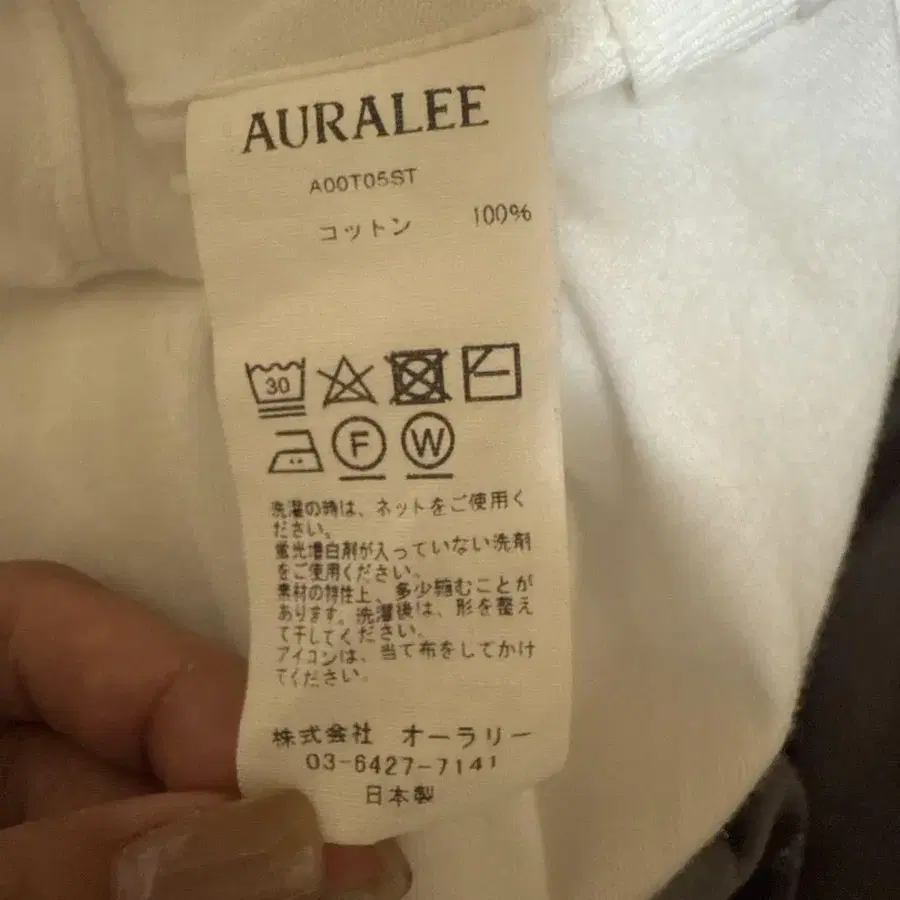 AURALEE
A00T05ST
コットン 100%
30
F W
洗濯の時は、ネットをご使用く
ださい。
蛍光増白剤が入っていない洗剤
をご使用ください。
素材の特性上、多少縮むことが
あります。洗濯後は、形を整え
て干してください。
アイロンは、当て布をしてかけ
てください。
株式会社 オーラリー
03-6427-7141
日本製